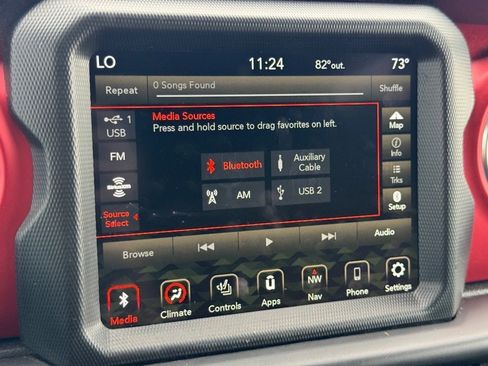 LO 11:24 82°out. 73°
Repeat 0 Songs Found Shuffle
1
USB
Media Sources
Press and hold source to drag favorites on left.
Map
FM
Bluetooth
Auxiliary
Cable
Info
SiriusXM
AM
USB 2
Trks
Source
Select
Setup
Browse Audio
NW
Media Climate Controls Apps Nav Phone Settings